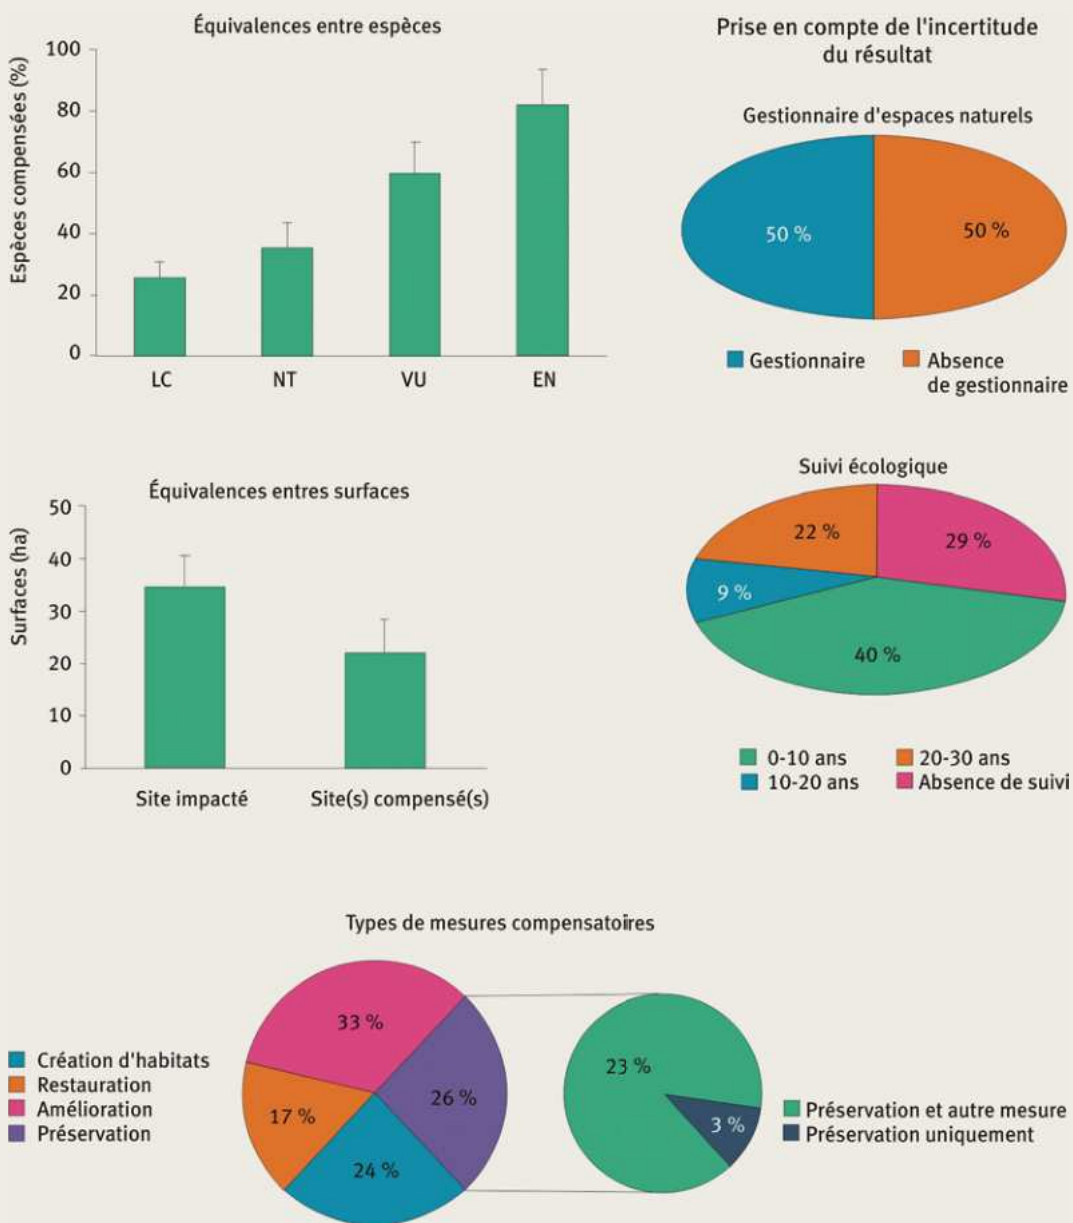 Équivalences entre espèces
Espèces compensées (%)
100
80
60
40
20
0
LC
NT
VU
EN
Prise en compte de l'incertitude
du résultat
Gestionnaire d'espaces naturels
50 %
50 %
Gestionnaire
Absence
de gestionnaire
Équivalences entres surfaces
Surfaces (ha)
50
40
30
20
10
0
Site impacté
Site(s) compensé(s)
Suivi écologique
22 %
29 %
9 %
40 %
0-10 ans
20-30 ans
10-20 ans
Absence de suivi
Types de mesures compensatoires
Création d'habitats
Restauration
Amélioration
Préservation
33 %
26 %
17 %
24 %
23 %
3 %
Préservation et autre mesure
Préservation uniquement